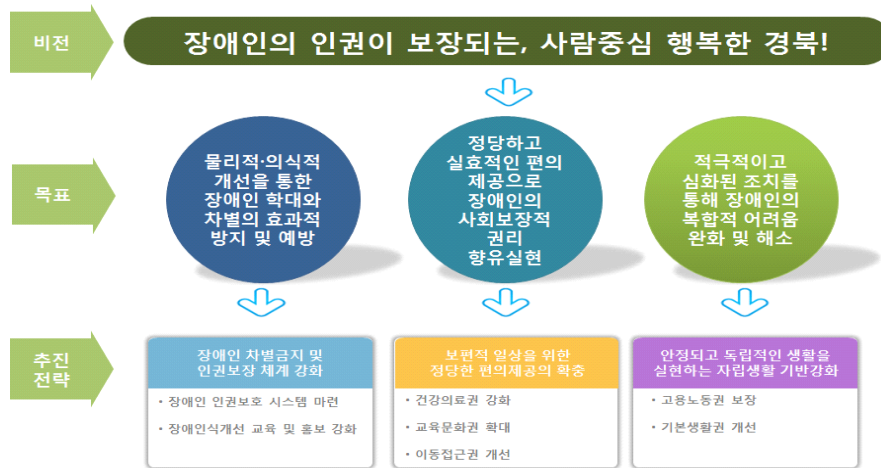 비전
장애인의 인권이 보장되는, 사람중심 행복한 경북!
목표
물리적·의식적
개선을 통한
장애인 학대와
차별의 효과적
방지 및 예방
정당하고
실효적인 편의
제공으로
장애인의
사회보장적
권리
향유실현
적극적이고
심화된 조치를
통해 장애인의
복합적 어려움
완화 및 해소
추진
전략
장애인 차별금지 및
인권보장 체계 강화
• 장애인 인권보호 시스템 마련
• 장애인식개선 교육 및 홍보 강화
보편적 일상을 위한
정당한 편의제공의 확충
• 건강의료권 강화
• 교육문화권 확대
• 이동접근권 개선
안정되고 독립적인 생활을
실현하는 자립생활 기반강화
• 고용노동권 보장
• 기본생활권 개선